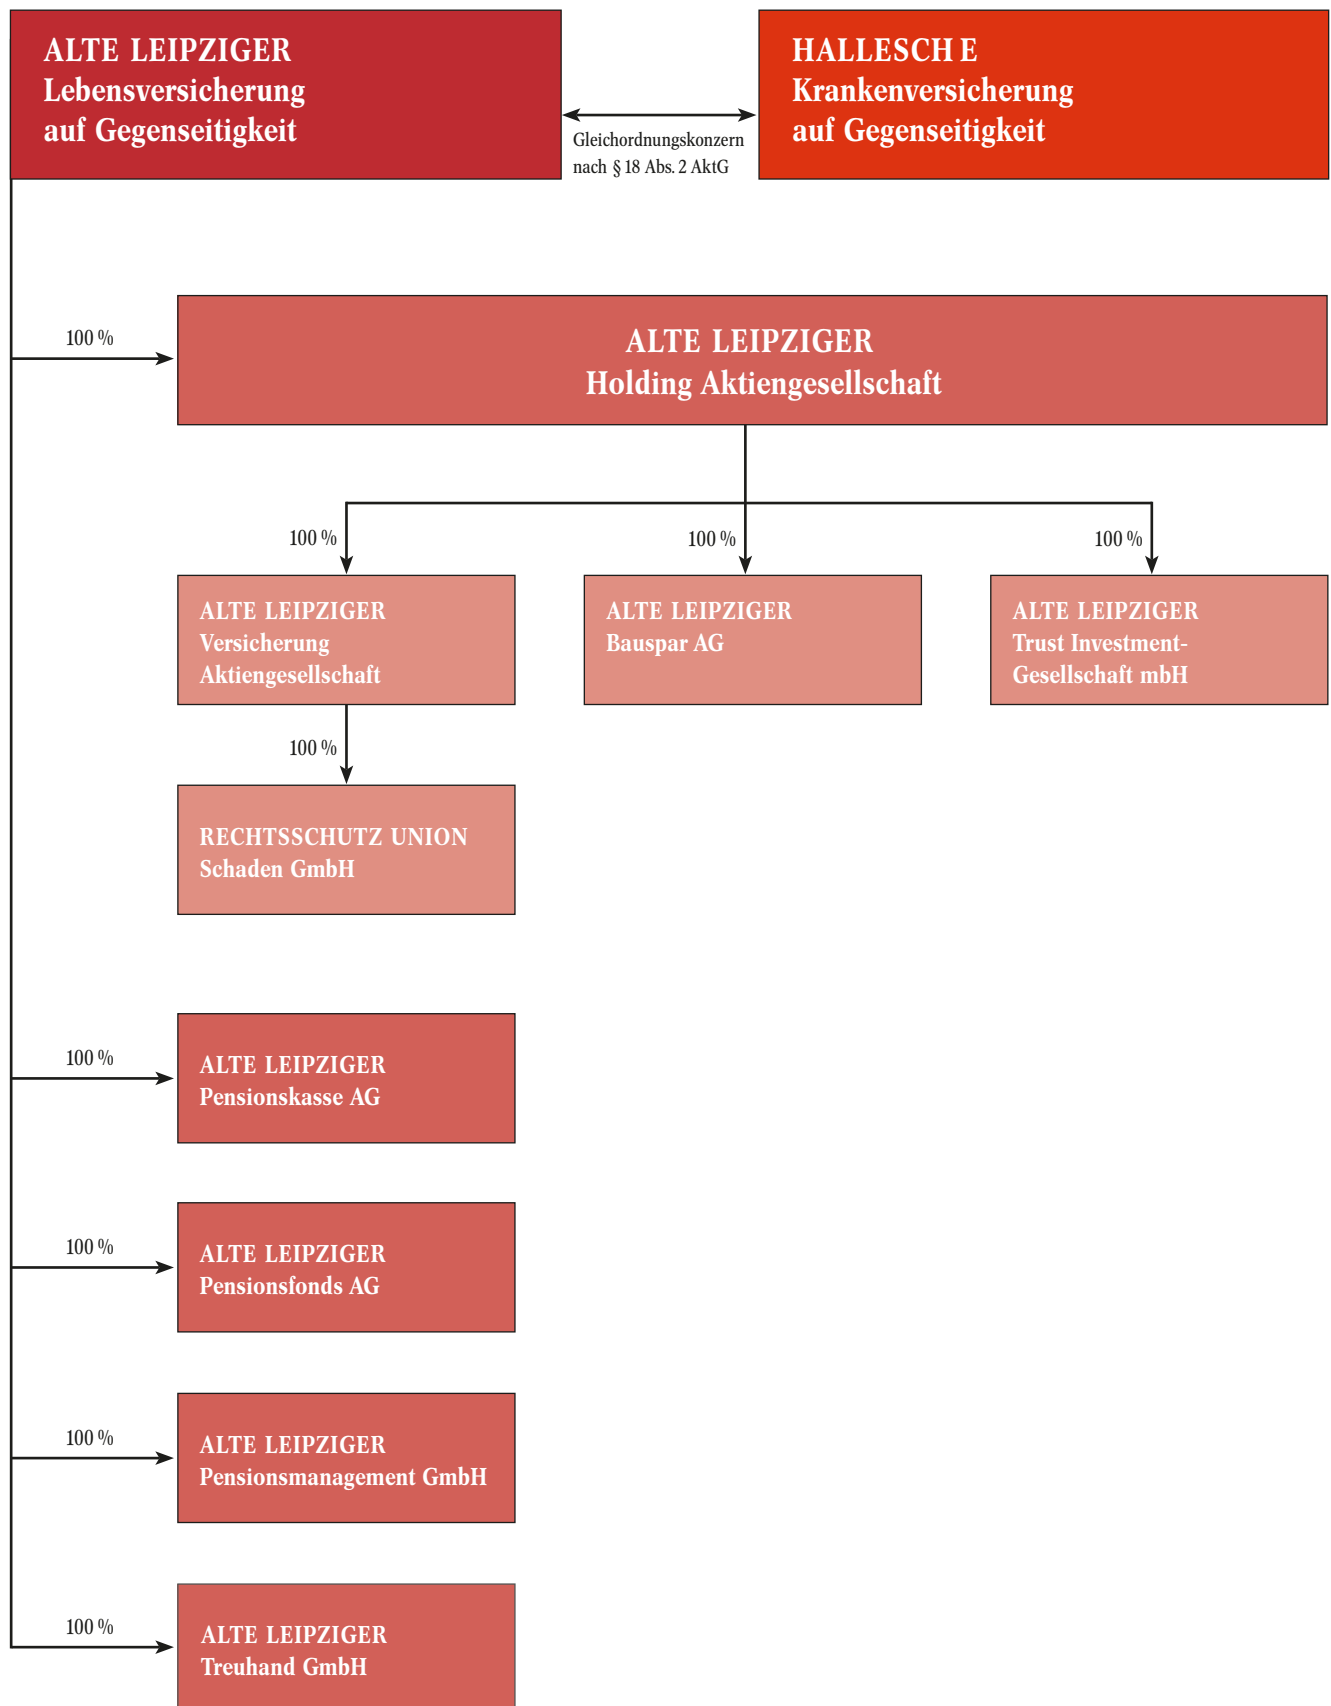 ALTE LEIPZIGER
Lebensversicherung
auf Gegenseitigkeit
Gleichordnungskonzern
nach § 18 Abs. 2 AktG
HALLESCHE
Krankenversicherung
auf Gegenseitigkeit
100 %
ALTE LEIPZIGER
Holding Aktiengesellschaft
100 %
100 %
100 %
ALTE LEIPZIGER
Versicherung
Aktiengesellschaft
ALTE LEIPZIGER
Bauspar AG
ALTE LEIPZIGER
Trust Investment-
Gesellschaft mbH
100 %
RECHTSSCHUTZ UNION
Schaden GmbH
100 %
ALTE LEIPZIGER
Pensionskasse AG
100 %
ALTE LEIPZIGER
Pensionsfonds AG
100 %
ALTE LEIPZIGER
Pensionsmanagement GmbH
100 %
ALTE LEIPZIGER
Treuhand GmbH